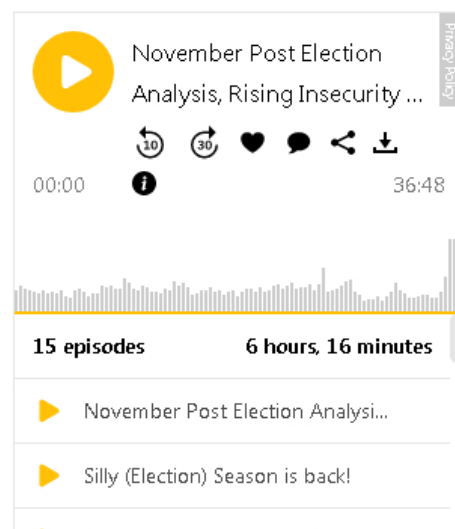 November Post Election
Analysis, Rising Insecurity ...
Privacy Policy
10
30
00:00
i
36:48
15 episodes
6 hours, 16 minutes
November Post Election Analysi...
Silly (Election) Season is back!